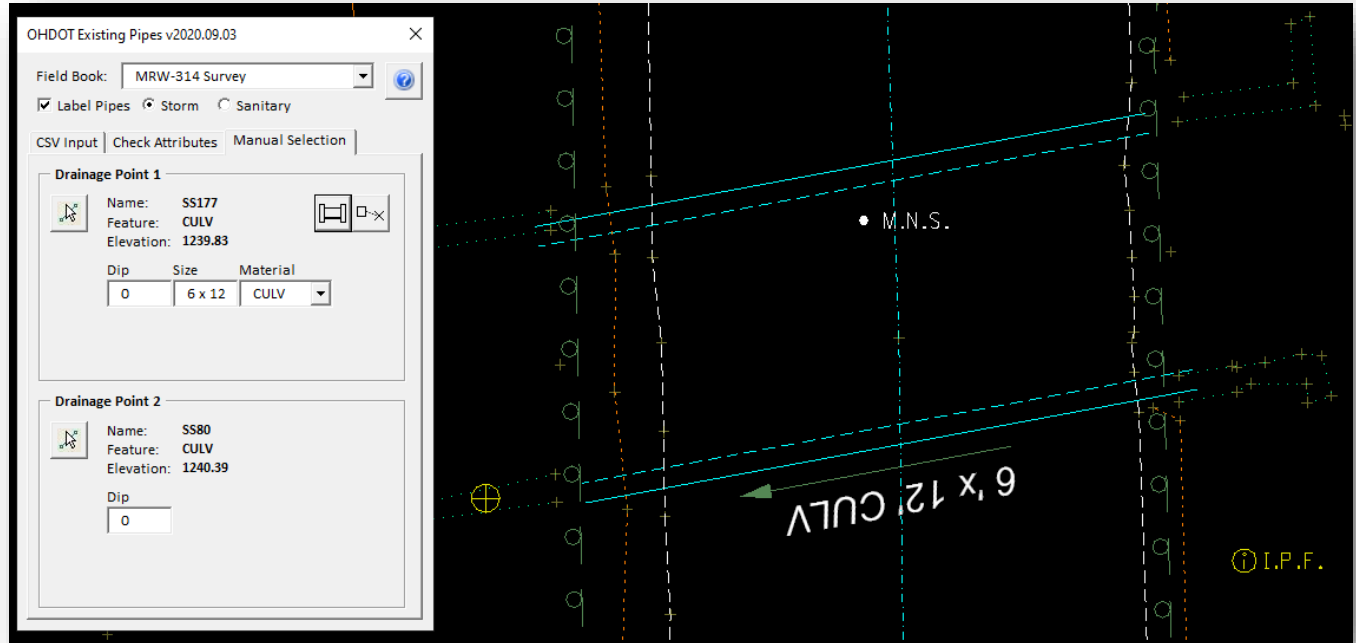 OHDOT Existing Pipes v2020.09.03
Field Book: MRW-314 Survey
Label Pipes Storm Sanitary
CSV Input Check Attributes Manual Selection
Drainage Point 1
Name: SS177
Feature: CULV
Elevation: 1239.83
Dip Size Material
0 6 x 12 CULV
Drainage Point 2
Name: SS80
Feature: CULV
Elevation: 1240.39
Dip
0
M.N.S.
6 'x 12' CULV
I.P.F.